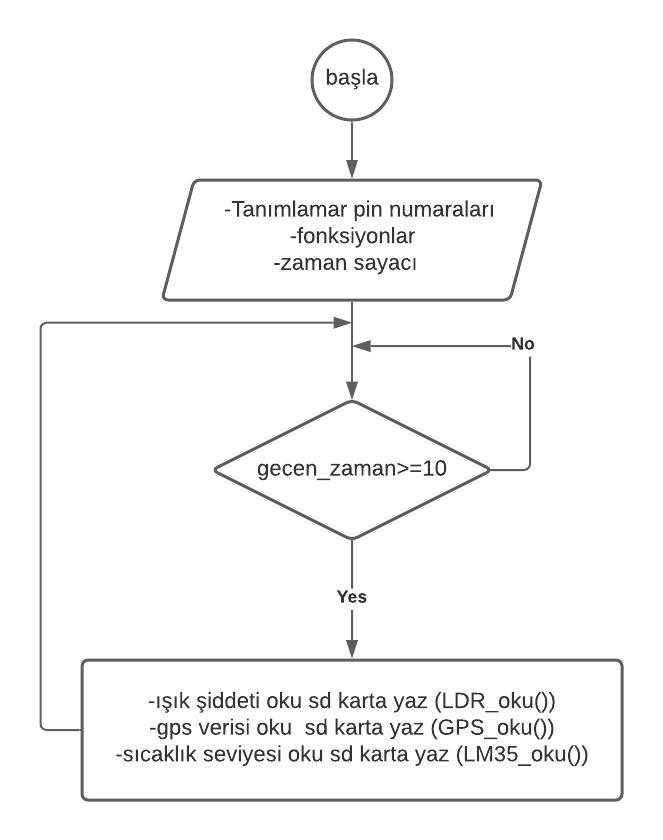 başla
-Tanımlamar pin numaraları
-fonksiyonlar
-zaman sayacı
No
gecen_zaman>=10
Yes
-ışık şiddeti oku sd karta yaz (LDR_oku())
-gps verisi oku  sd karta yaz (GPS_oku())
-sıcaklık seviyesi oku sd karta yaz (LM35_oku())